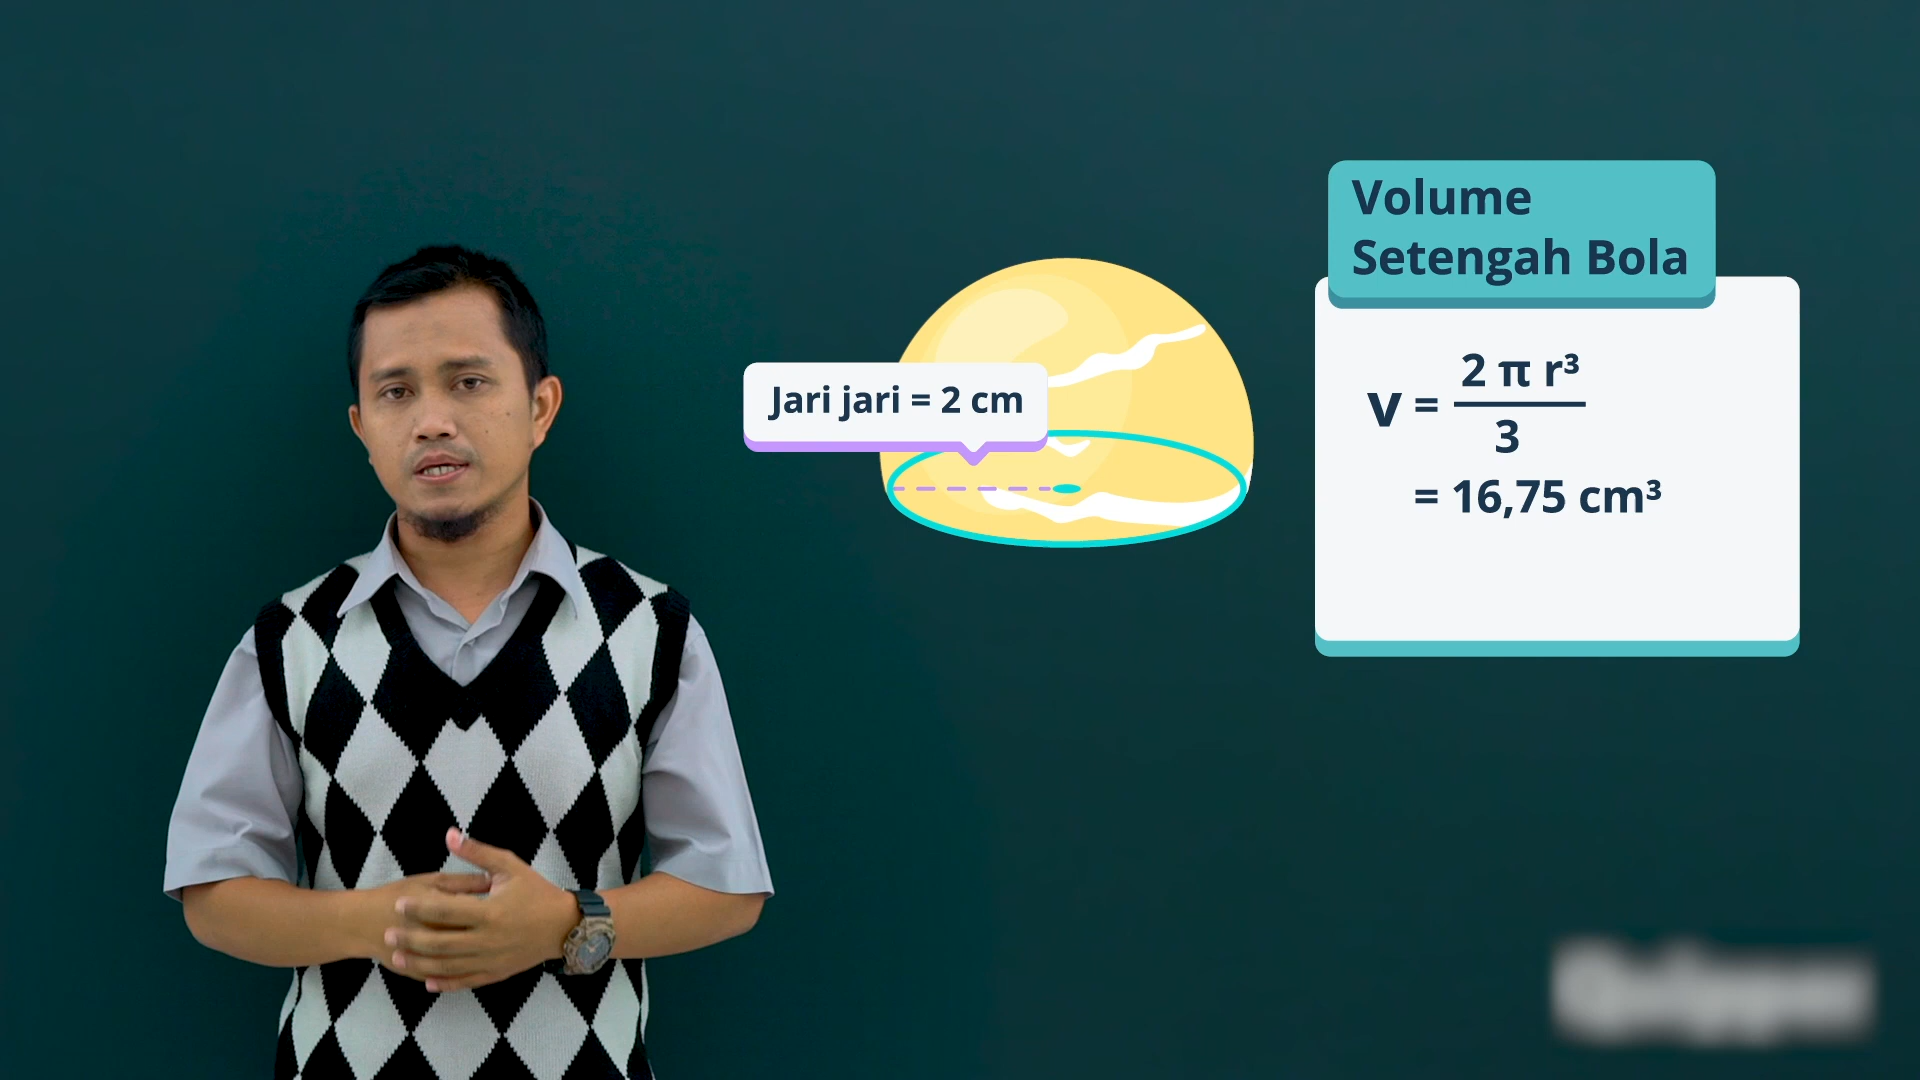 Volume
Setengah Bola
Jari jari = 2 cm
v = 2 π r³ / 3
= 16,75 cm³